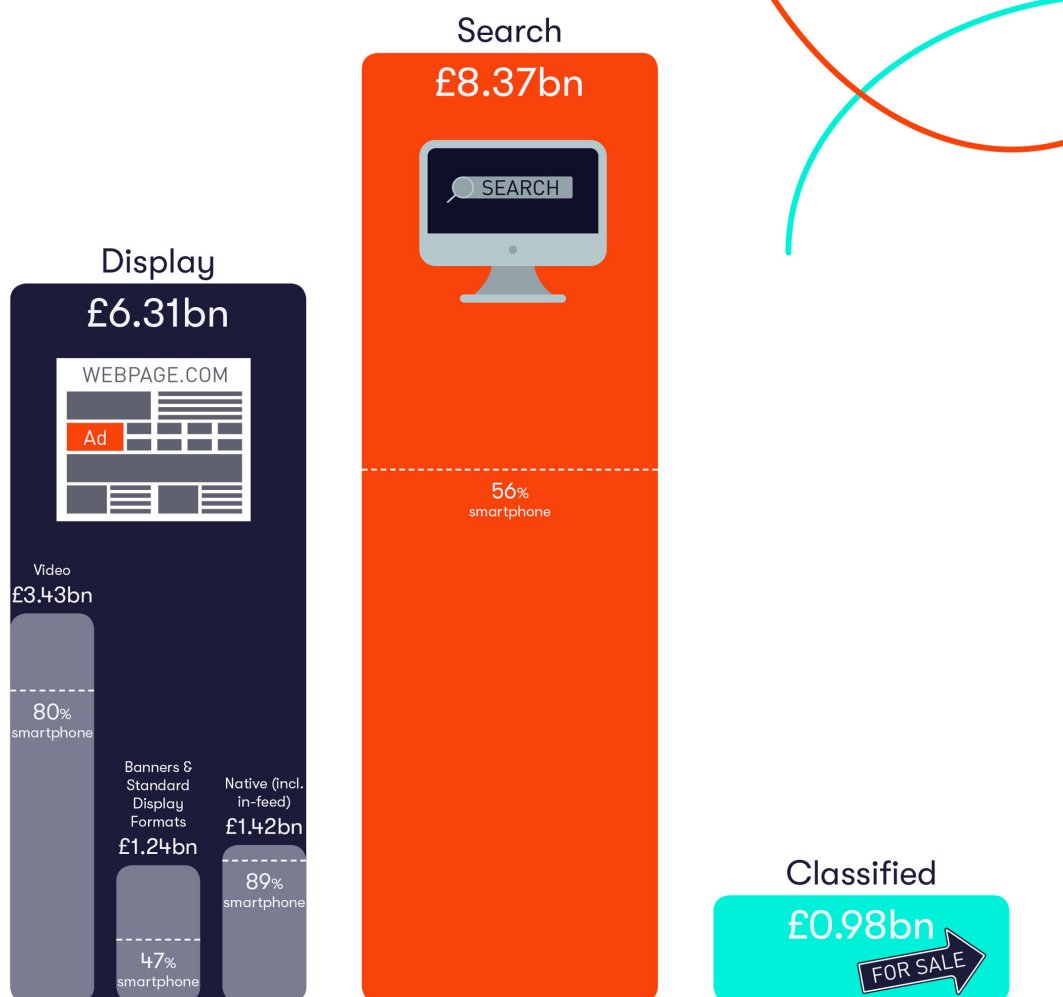 Search
£8.37bn
SEARCH
56%
smartphone
Display
£6.31bn
WEBPAGE.COM
Ad
Video
£3.43bn
80%
smartphone
Banners &
Standard
Display
Formats
£1.24bn
47%
smartphone
Native (incl.
in-feed)
£1.42bn
89%
smartphone
Classified
£0.98bn
FOR SALE